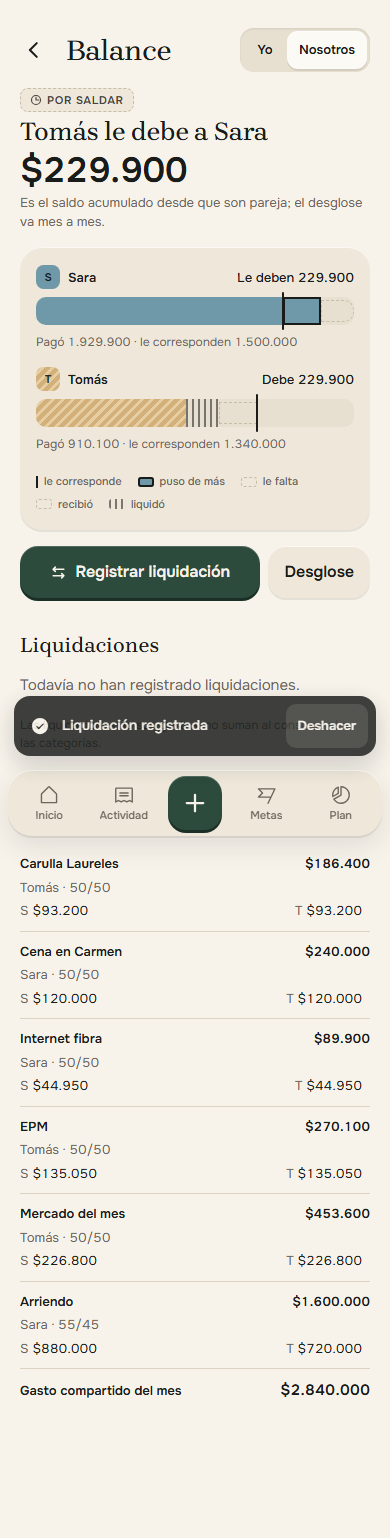 Balance
Yo
Nosotros
POR SALDAR
Tomás le debe a Sara
$229.900
Es el saldo acumulado desde que son pareja; el desglose
va mes a mes.
S
Sara
Le deben 229.900
Pagó 1.929.900 · le corresponden 1.500.000
T
Tomás
Debe 229.900
Pagó 910.100 · le corresponden 1.340.000
le corresponde
puso de más
le falta
recibió
liquidó
Registrar liquidación
Desglose
Liquidaciones
Todavía no han registrado liquidaciones.
Liquidación registrada
no suman al
Deshacer
las categorías.
Inicio
Actividad
Metas
Plan
Carulla Laureles
$186.400
Tomás · 50/50
S $93.200
T $93.200
Cena en Carmen
$240.000
Sara · 50/50
S $120.000
T $120.000
Internet fibra
$89.900
Sara · 50/50
S $44.950
T $44.950
EPM
$270.100
Tomás · 50/50
S $135.050
T $135.050
Mercado del mes
$453.600
Tomás · 50/50
S $226.800
T $226.800
Arriendo
$1.600.000
Sara · 55/45
S $880.000
T $720.000
Gasto compartido del mes
$2.840.000